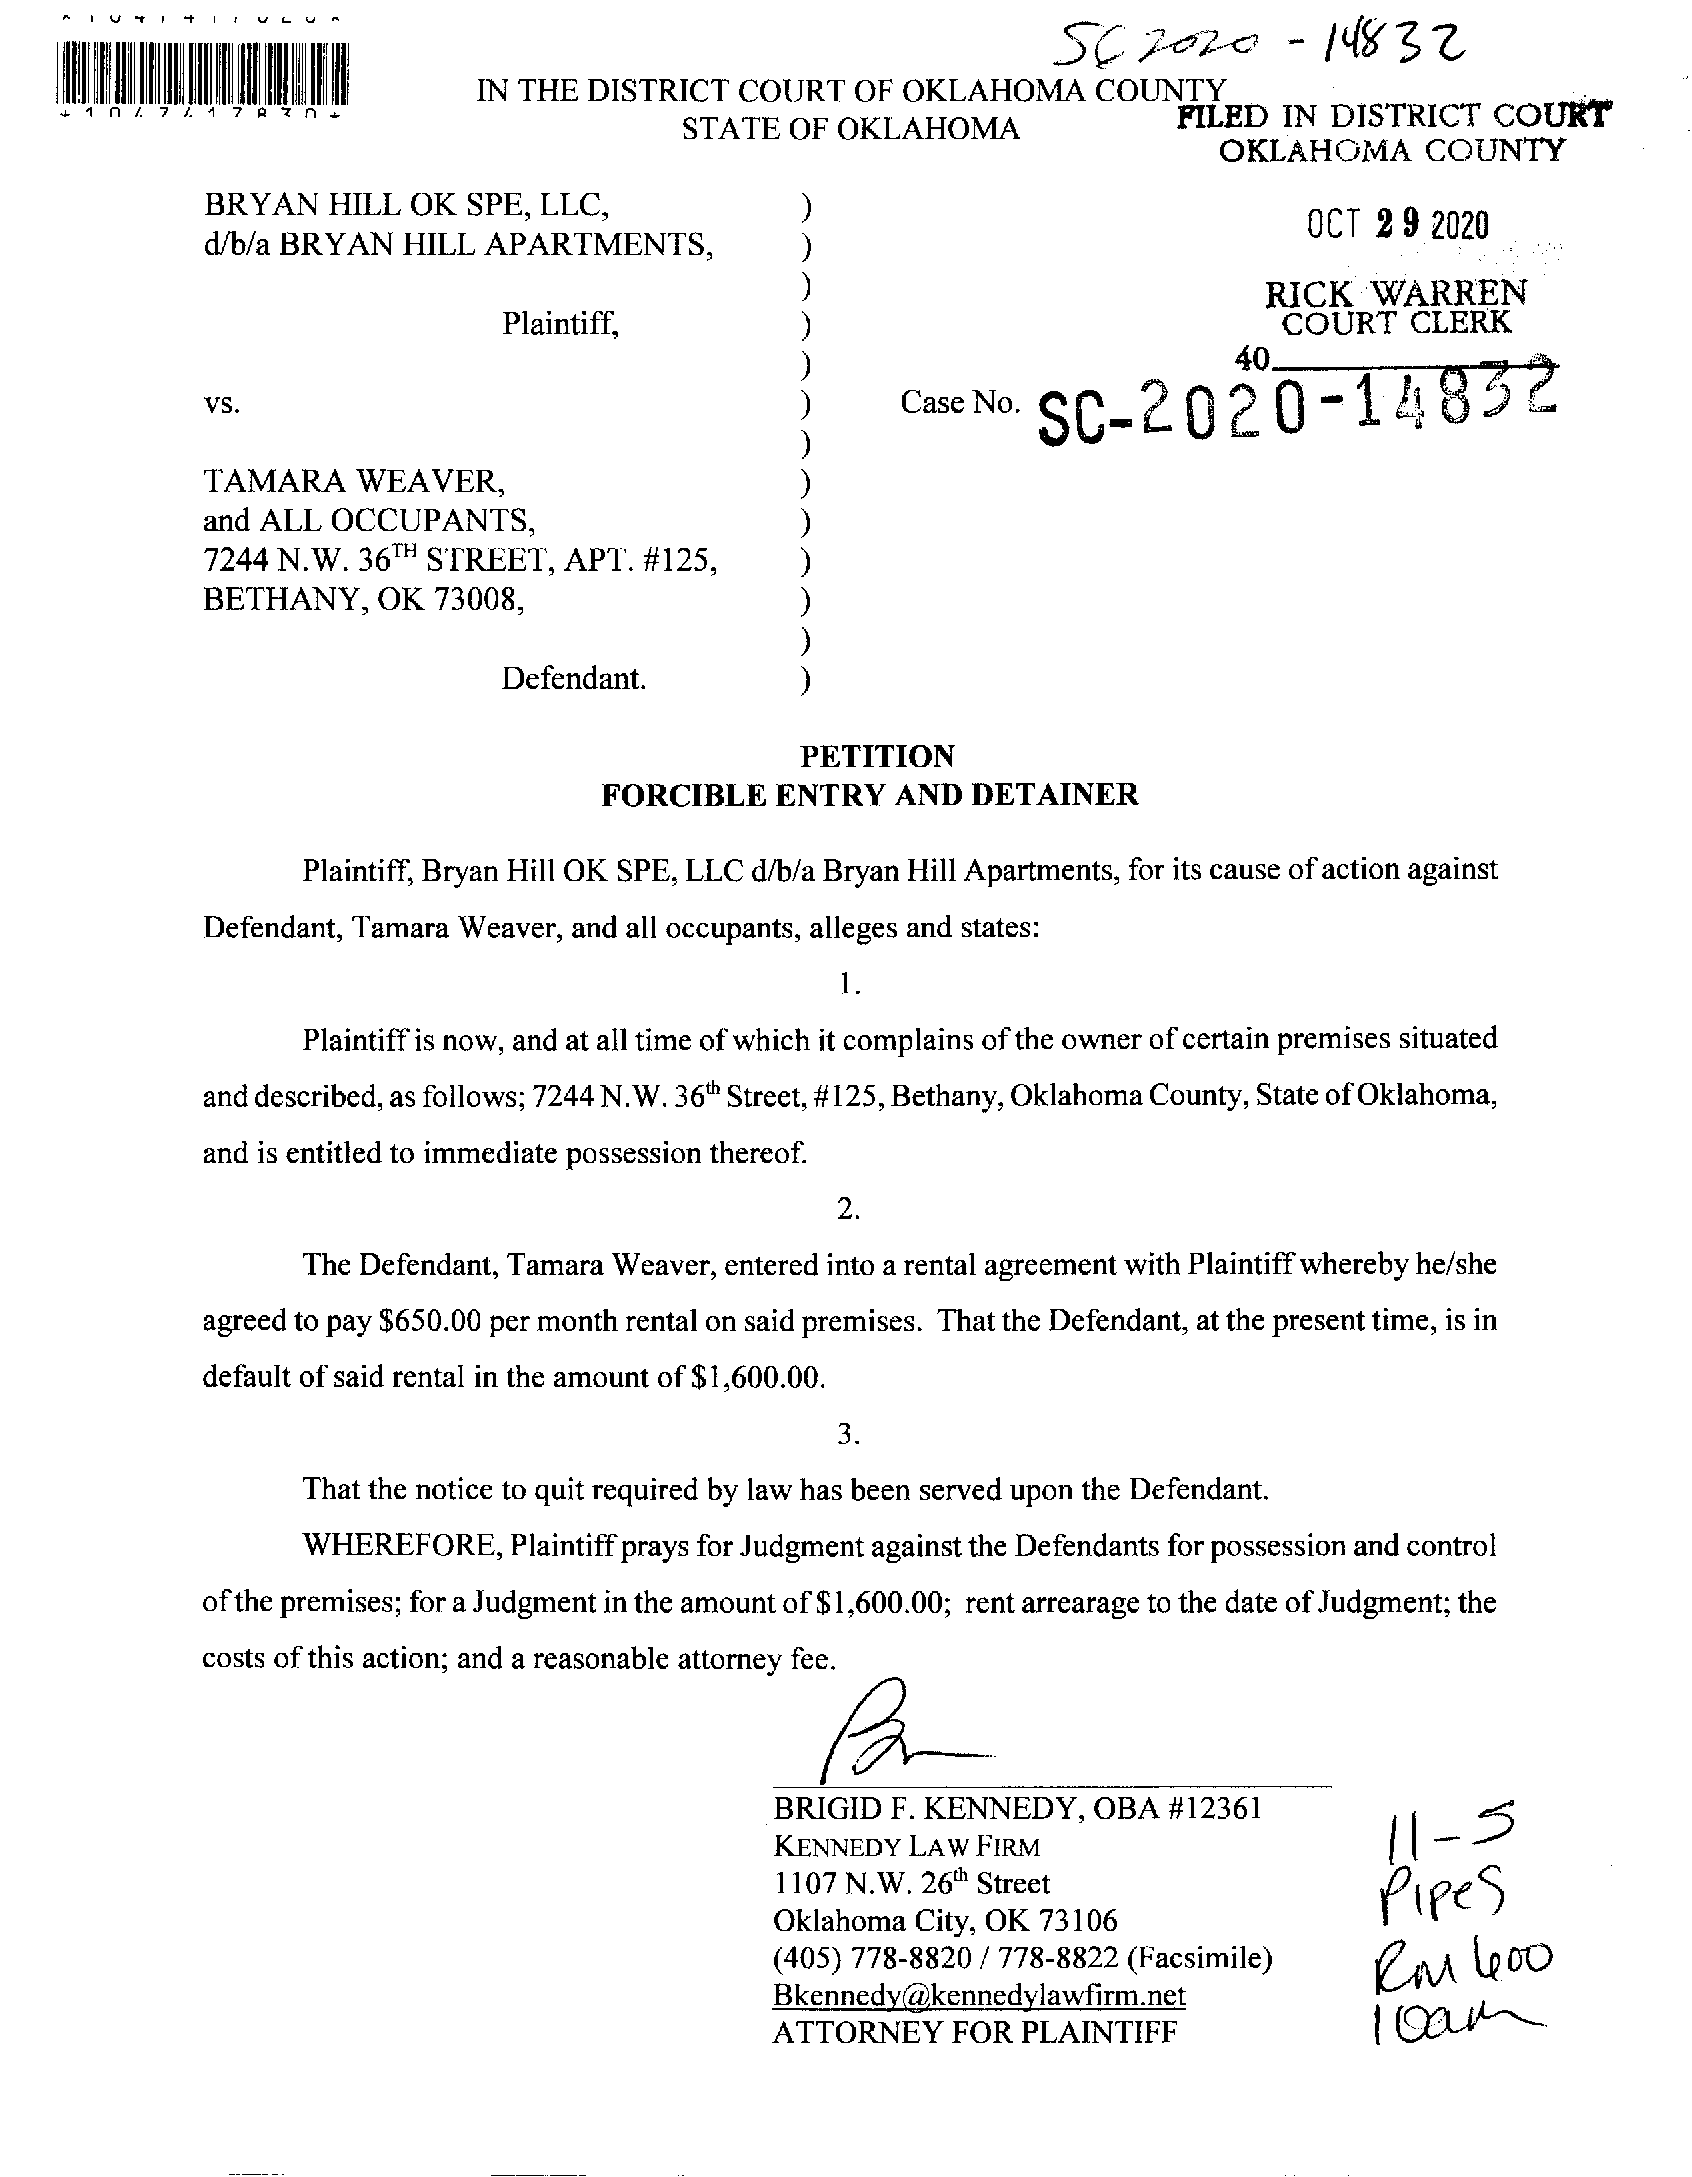 SC2020 - 14832
IN THE DISTRICT COURT OF OKLAHOMA COUNTY
STATE OF OKLAHOMA
FILED IN DISTRICT COURT
OKLAHOMA COUNTY
OCT 29 2020
RICK WARREN
COURT CLERK
40
BRYAN HILL OK SPE, LLC, )
d/b/a BRYAN HILL APARTMENTS, )
)
Plaintiff, )
)
vs. ) Case No. SC-2020-14832
)
TAMARA WEAVER, )
and ALL OCCUPANTS, )
7244 N.W. 36TH STREET, APT. #125, )
BETHANY, OK 73008, )
)
Defendant. )
PETITION
FORCIBLE ENTRY AND DETAINER
Plaintiff, Bryan Hill OK SPE, LLC d/b/a Bryan Hill Apartments, for its cause of action against
Defendant, Tamara Weaver, and all occupants, alleges and states:
1.
Plaintiff is now, and at all time of which it complains of the owner of certain premises situated
and described, as follows; 7244 N.W. 36th Street, #125, Bethany, Oklahoma County, State of Oklahoma,
and is entitled to immediate possession thereof.
2.
The Defendant, Tamara Weaver, entered into a rental agreement with Plaintiff whereby he/she
agreed to pay $650.00 per month rental on said premises. That the Defendant, at the present time, is in
default of said rental in the amount of $1,600.00.
3.
That the notice to quit required by law has been served upon the Defendant.
WHEREFORE, Plaintiff prays for Judgment against the Defendants for possession and control
of the premises; for a Judgment in the amount of $1,600.00; rent arrearage to the date of Judgment; the
costs of this action; and a reasonable attorney fee.
BRIGID F. KENNEDY, OBA #12361
KENNEDY LAW FIRM
1107 N.W. 26th Street
Oklahoma City, OK 73106
(405) 778-8820 / 778-8822 (Facsimile)
Bkennedy@kennedylawfirm.net
ATTORNEY FOR PLAINTIFF
11-5
Pipes
RM 600
10am